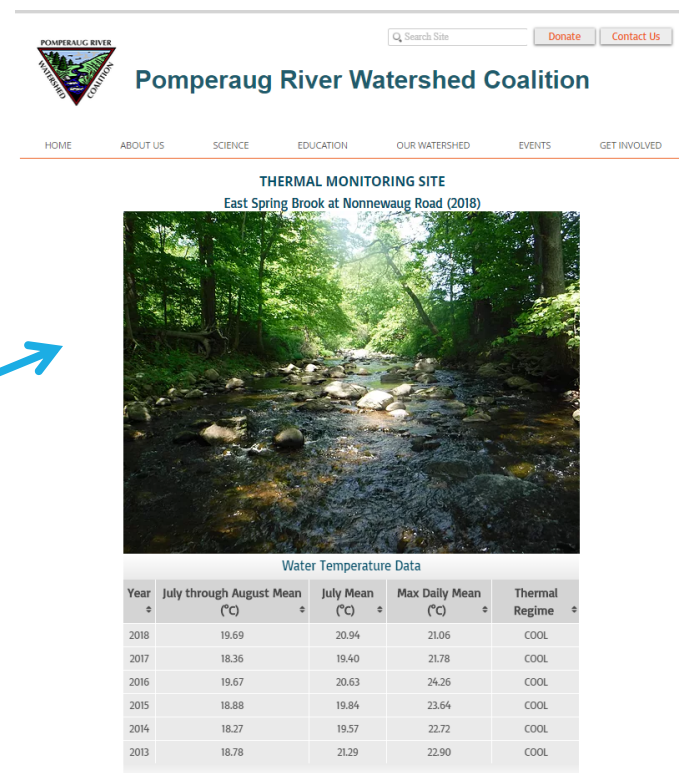 Search Site
Donate
Contact Us
POMPERAUG RIVER
WATERSHED
COALITION
Pomperaug River Watershed Coalition
HOME ABOUT US SCIENCE EDUCATION OUR WATERSHED EVENTS GET INVOLVED
THERMAL MONITORING SITE
East Spring Brook at Nonnewaug Road (2018)
Water Temperature Data
Year July through August Mean (°C) July Mean (°C) Max Daily Mean (°C) Thermal Regime
2018 19.69 20.94 21.06 COOL
2017 18.36 19.40 21.78 COOL
2016 19.67 20.63 24.26 COOL
2015 18.88 19.84 23.64 COOL
2014 18.27 19.57 22.72 COOL
2013 18.78 21.29 22.90 COOL